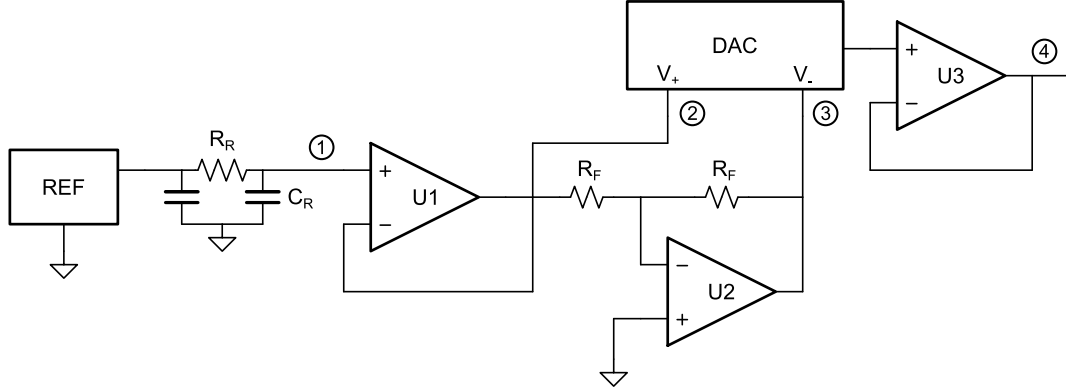 DAC
V+
V-
U3
4
2
3
RR
1
REF
CR
U1
RF
RF
U2
+
−
+
−
−
+